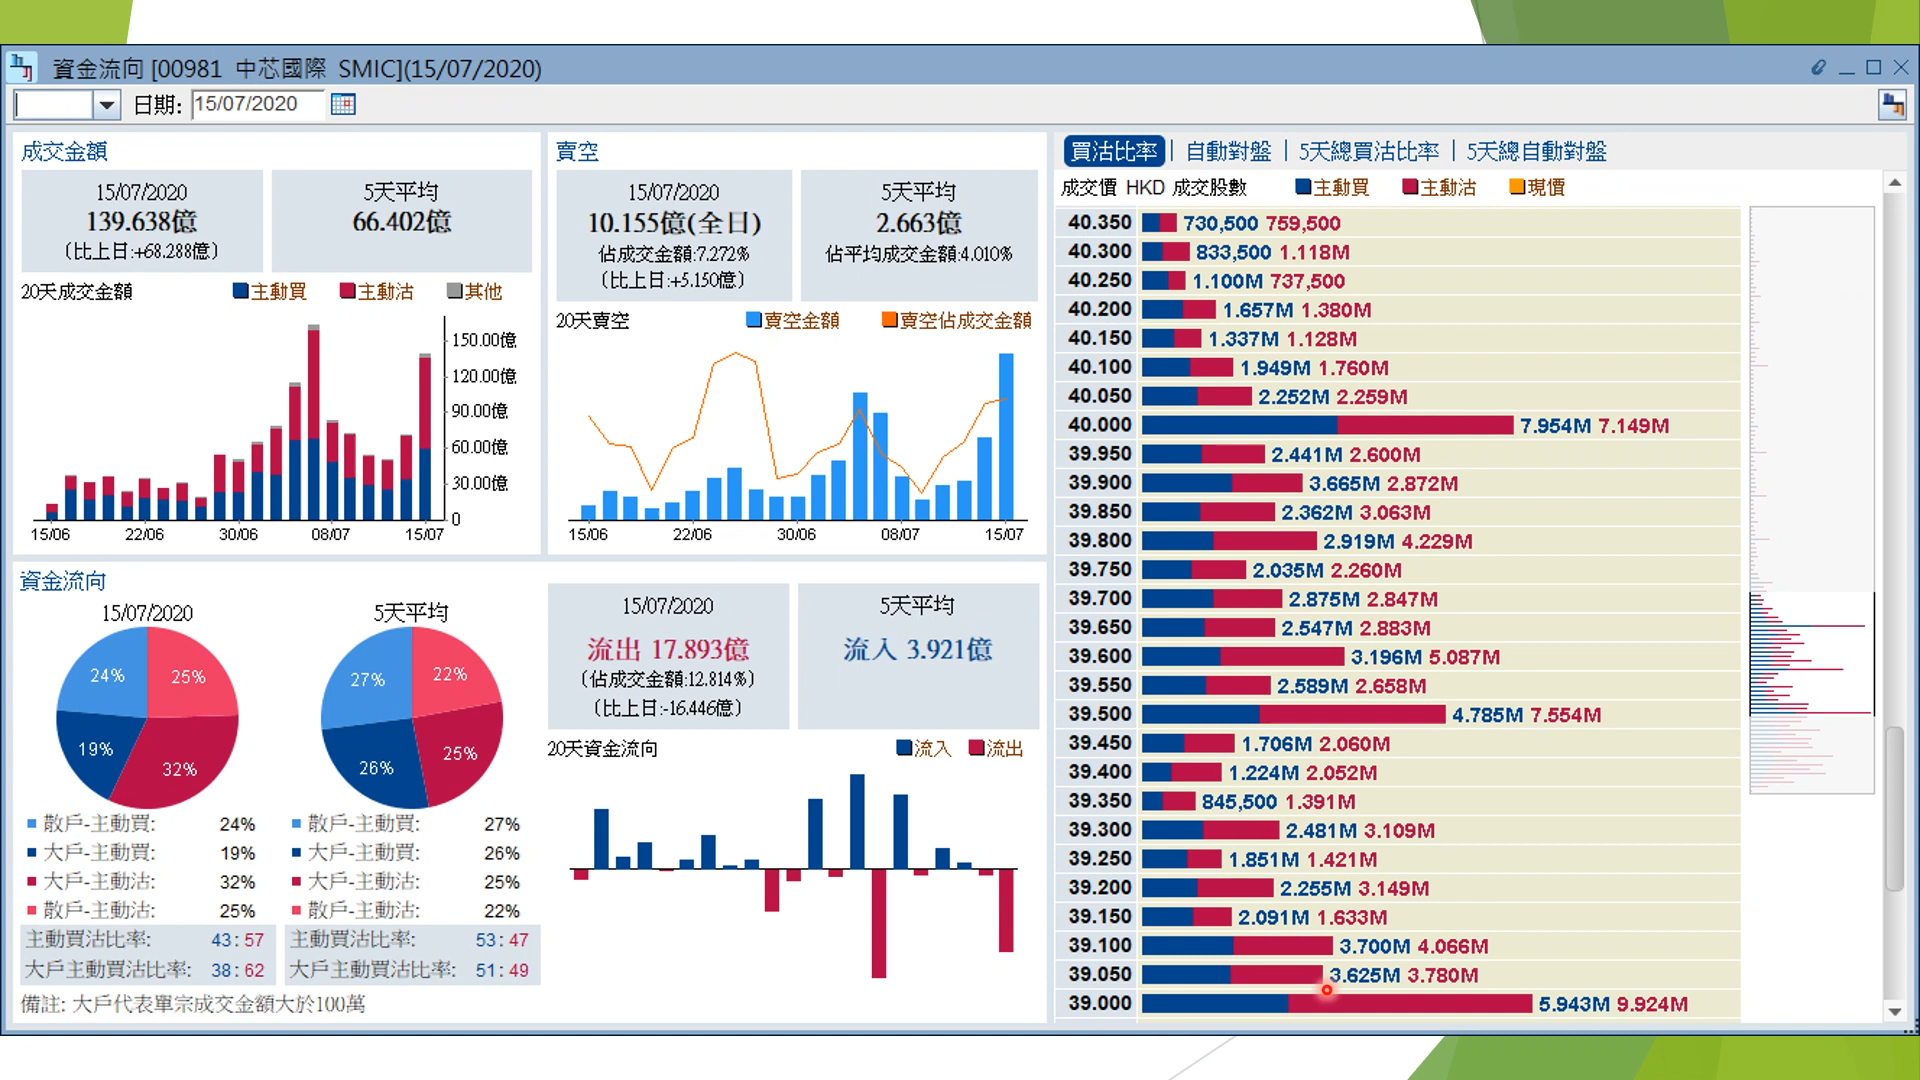 資金流向 [00981 中芯國際 SMIC](15/07/2020)
日期: 15/07/2020
成交金額
15/07/2020
139.638億
(比上日:+68.288億)
5天平均
66.402億
20天成交金額 主動買 主動沽 其他
150.00億
120.00億
90.00億
60.00億
30.00億
0
15/06 22/06 30/06 08/07 15/07
賣空
15/07/2020
10.155億(全日)
佔成交金額:7.272%
(比上日:+5.150億)
5天平均
2.663億
佔平均成交金額:4.010%
20天賣空 賣空金額 賣空佔成交金額
15/06 22/06 30/06 08/07 15/07
資金流向
15/07/2020
24% 25%
19% 32%
散戶-主動買: 24%
大戶-主動買: 19%
大戶-主動沽: 32%
散戶-主動沽: 25%
主動買沽比率: 43:57
大戶主動買沽比率: 38:62
5天平均
27% 22%
26% 25%
散戶-主動買: 27%
大戶-主動買: 26%
大戶-主動沽: 25%
散戶-主動沽: 22%
主動買沽比率: 53:47
大戶主動買沽比率: 51:49
備註: 大戶代表單宗成交金額大於100萬
15/07/2020
流出 17.893億
(佔成交金額:12.814%)
(比上日:-16.446億)
5天平均
流入 3.921億
20天資金流向 流入 流出
買沽比率 | 自動對盤 | 5天總買沽比率 | 5天總自動對盤
成交價 HKD 成交股數 主動買 主動沽 現價
40.350 730,500 759,500
40.300 833,500 1.118M
40.250 1.100M 737,500
40.200 1.657M 1.380M
40.150 1.337M 1.128M
40.100 1.949M 1.760M
40.050 2.252M 2.259M
40.000 7.954M 7.149M
39.950 2.441M 2.600M
39.900 3.665M 2.872M
39.850 2.362M 3.063M
39.800 2.919M 4.229M
39.750 2.035M 2.260M
39.700 2.875M 2.847M
39.650 2.547M 2.883M
39.600 3.196M 5.087M
39.550 2.589M 2.658M
39.500 4.785M 7.554M
39.450 1.706M 2.060M
39.400 1.224M 2.052M
39.350 845,500 1.391M
39.300 2.481M 3.109M
39.250 1.851M 1.421M
39.200 2.255M 3.149M
39.150 2.091M 1.633M
39.100 3.700M 4.066M
39.050 3.625M 3.780M
39.000 5.943M 9.924M